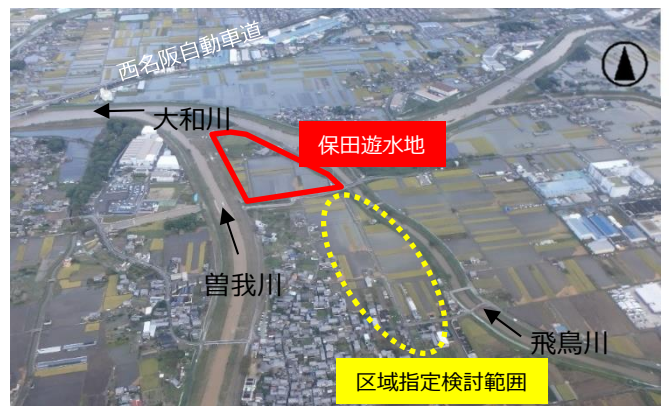 西名阪自動車道
大和川
保田遊水地
曽我川
飛鳥川
区域指定検討範囲